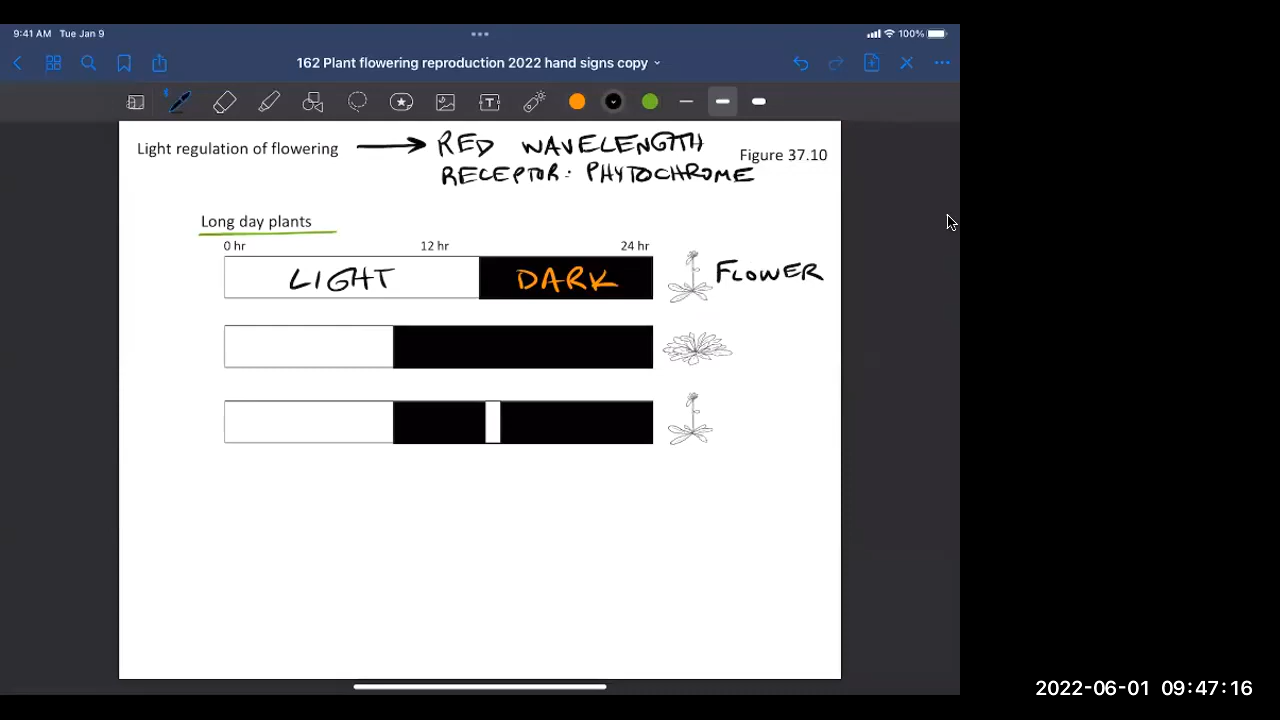 9:41 AM Tue Jan 9
100%
162 Plant flowering reproduction 2022 hand signs copy
Light regulation of flowering
RED WAVELENGTH
Figure 37.10
RECEPTOR: PHYTOCHROME
Long day plants
0 hr 12 hr 24 hr
LIGHT DARK FLOWER
2022-06-01 09:47:16